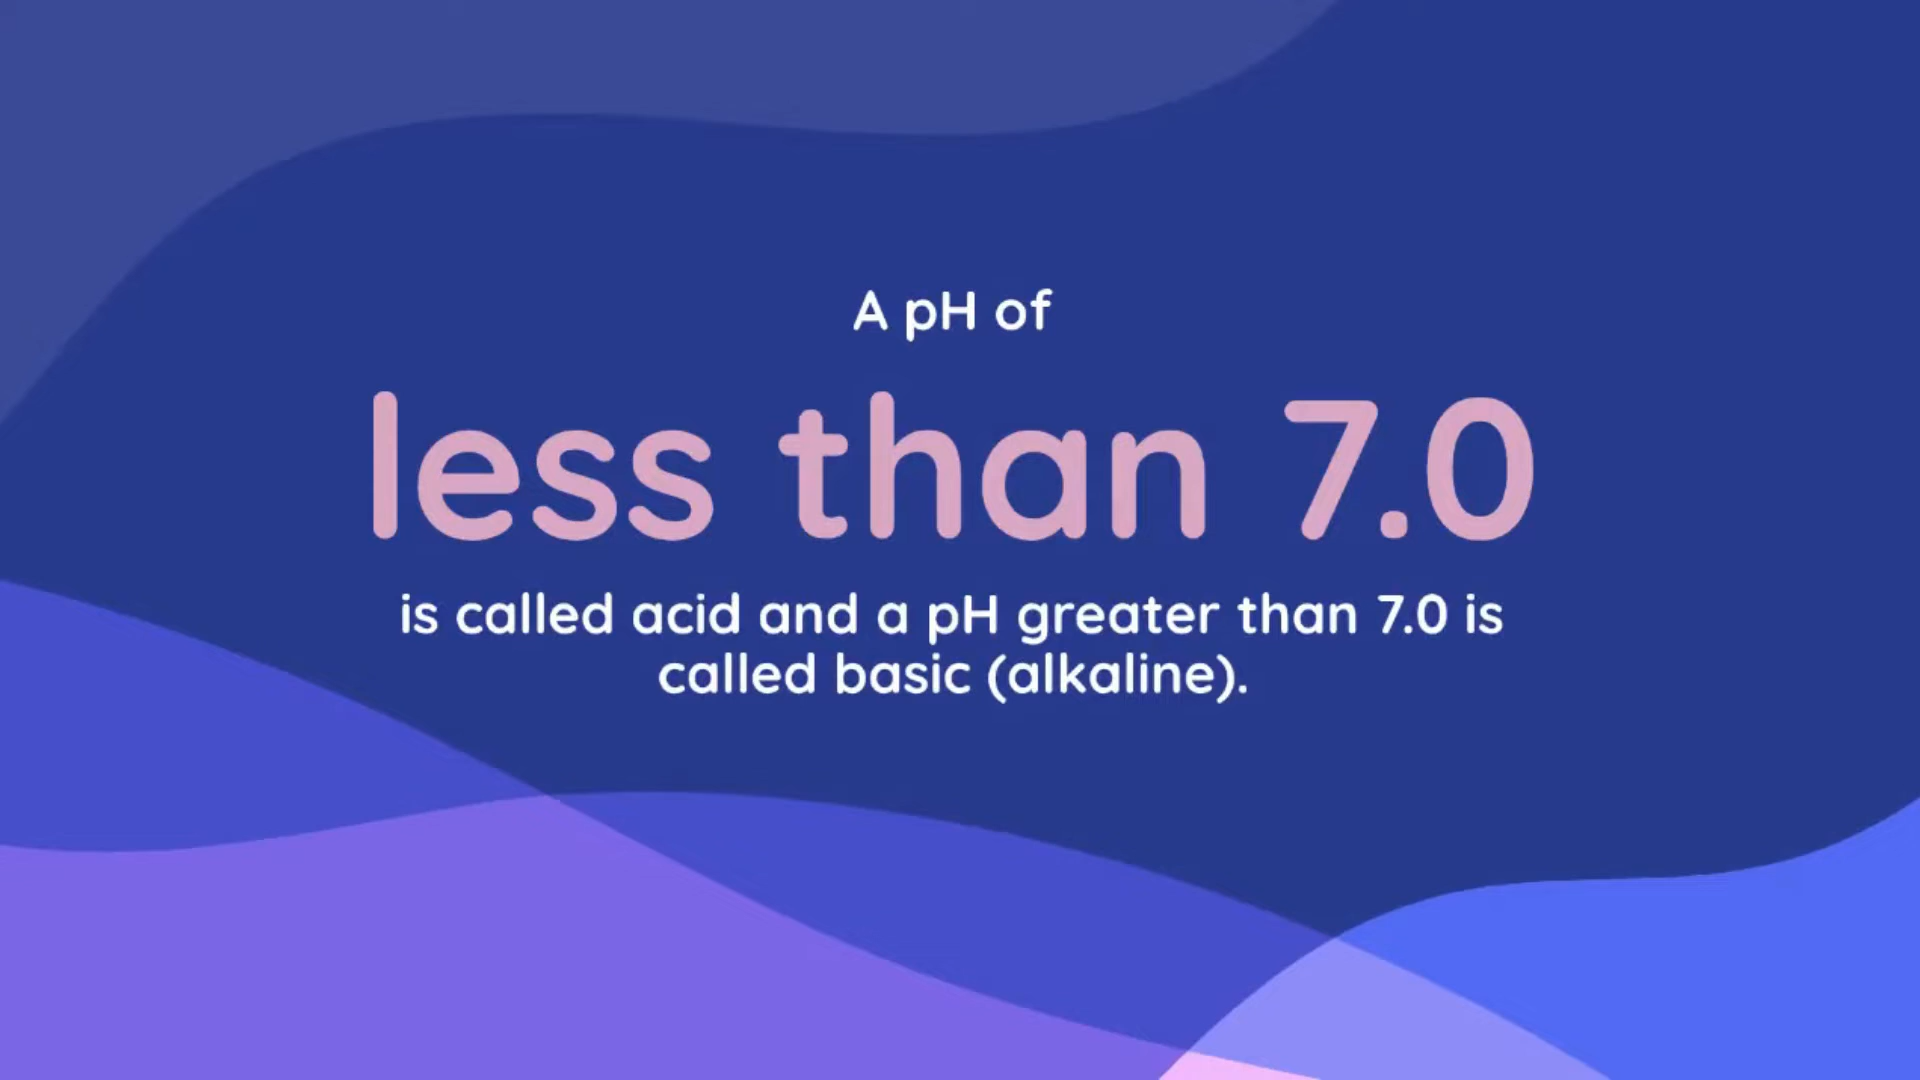 A pH of
less than 7.0
is called acid and a pH greater than 7.0 is
called basic (alkaline).